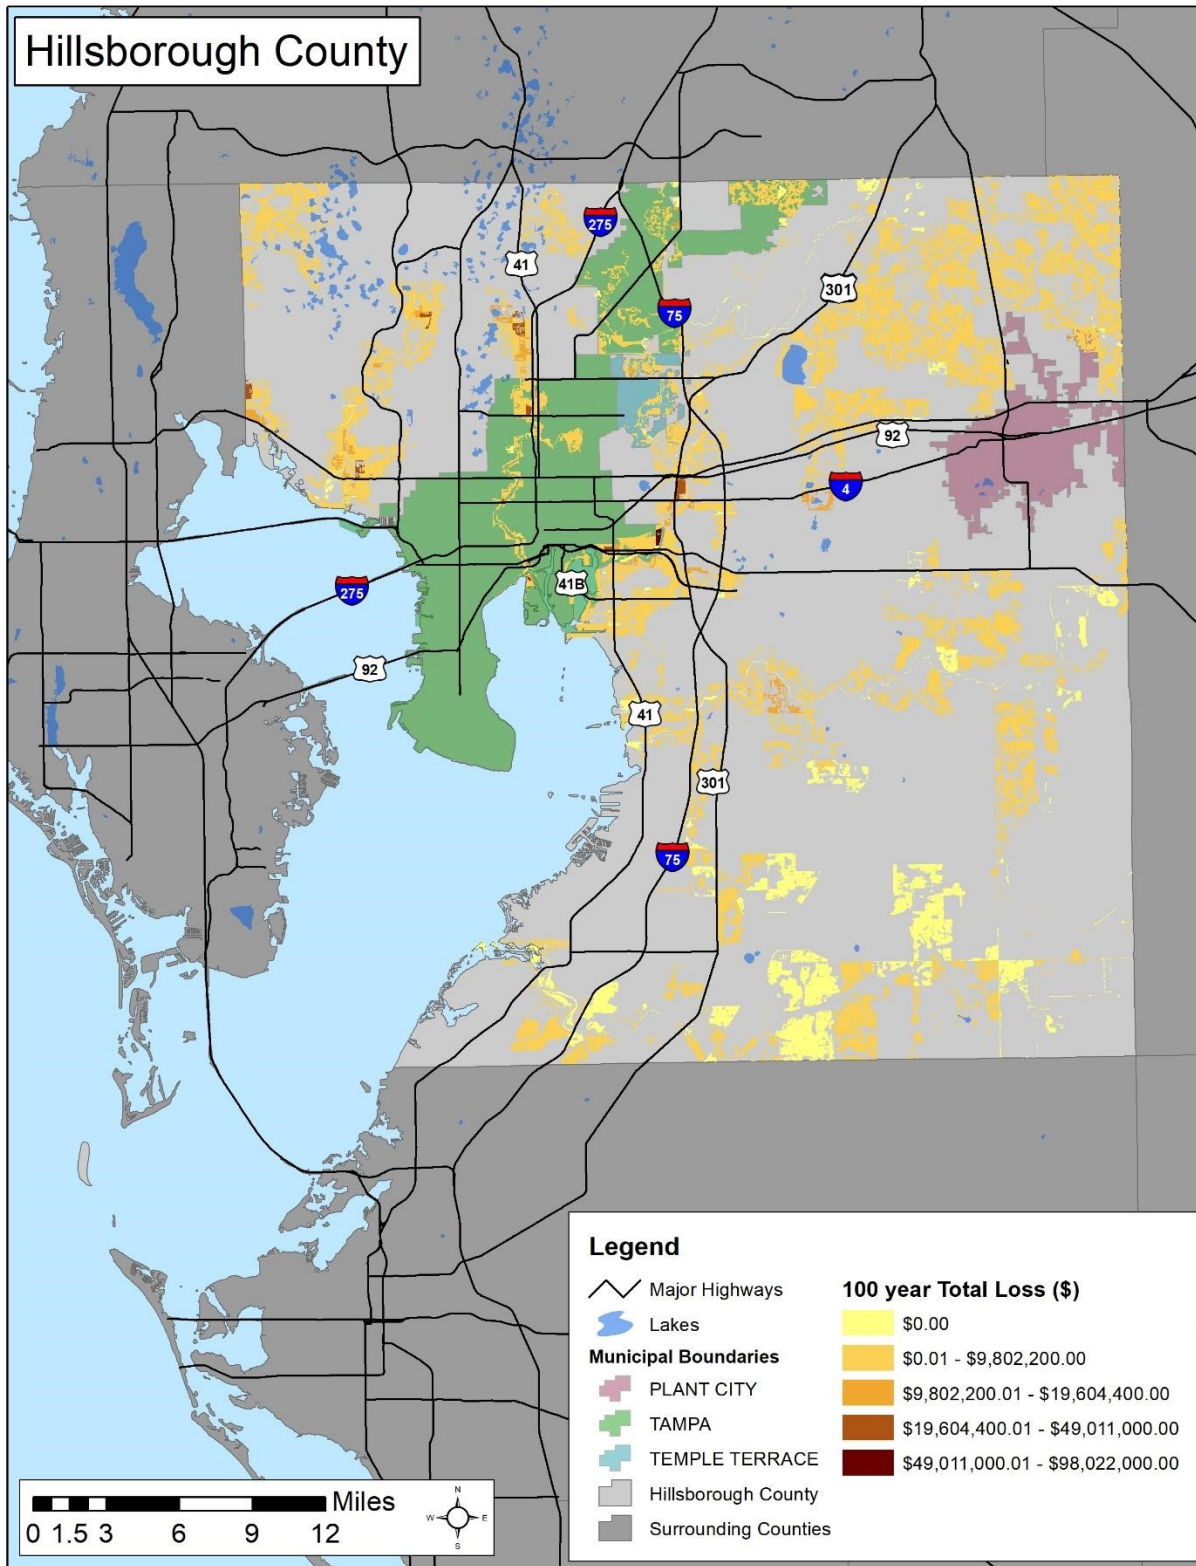 Hillsborough County
275
41
301
75
92
4
41B
275
92
41
301
75
Legend
Major Highways
Lakes
Municipal Boundaries
PLANT CITY
TAMPA
TEMPLE TERRACE
Hillsborough County
Surrounding Counties
100 year Total Loss ($)
$0.00
$0.01 - $9,802,200.00
$9,802,200.01 - $19,604,400.00
$19,604,400.01 - $49,011,000.00
$49,011,000.01 - $98,022,000.00
Miles
0 1.5 3 6 9 12
N
W E
S